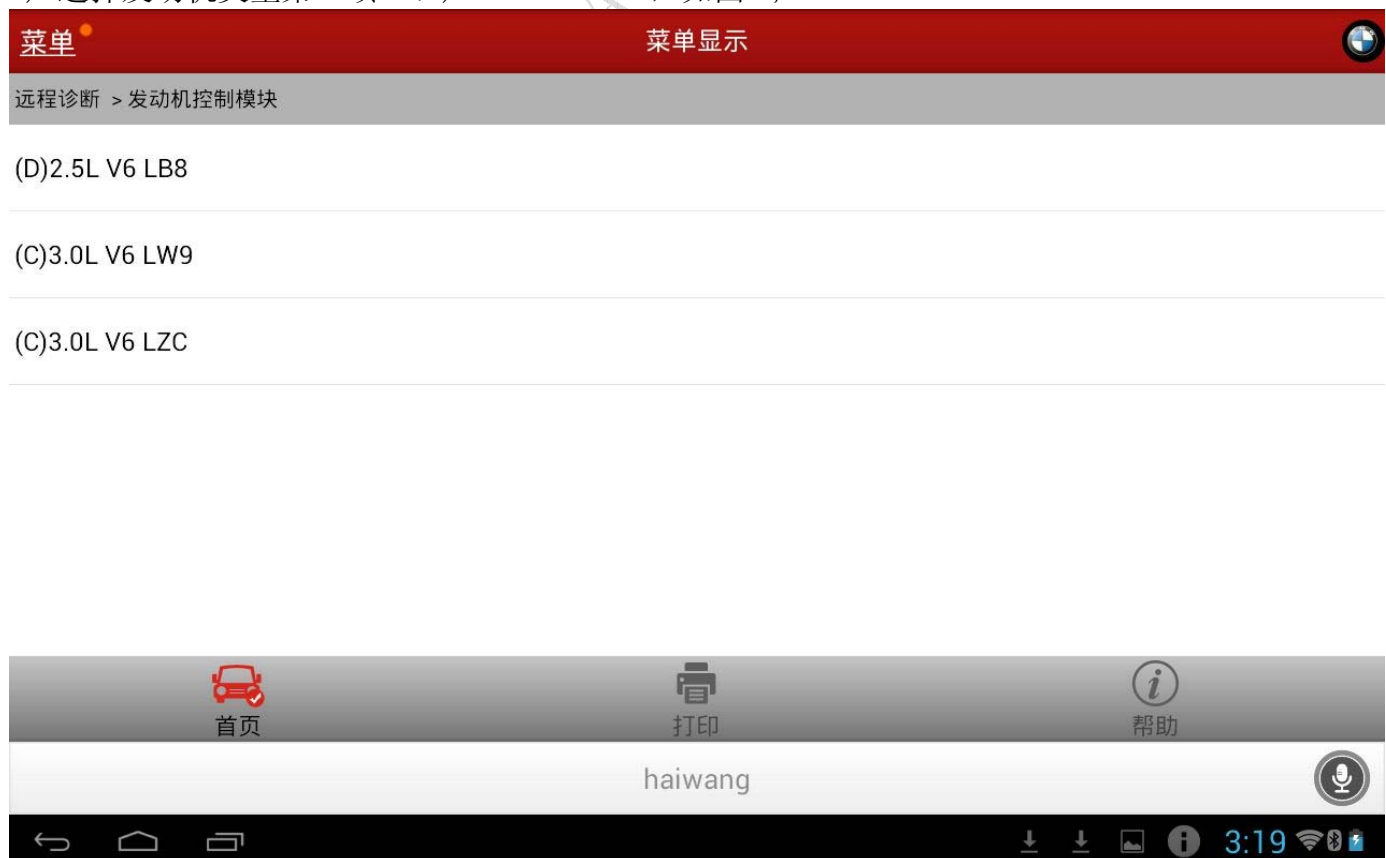 菜单
菜单显示
远程诊断 > 发动机控制模块
(D)2.5L V6 LB8
(C)3.0L V6 LW9
(C)3.0L V6 LZC
首页
打印
帮助
haiwang
3:19